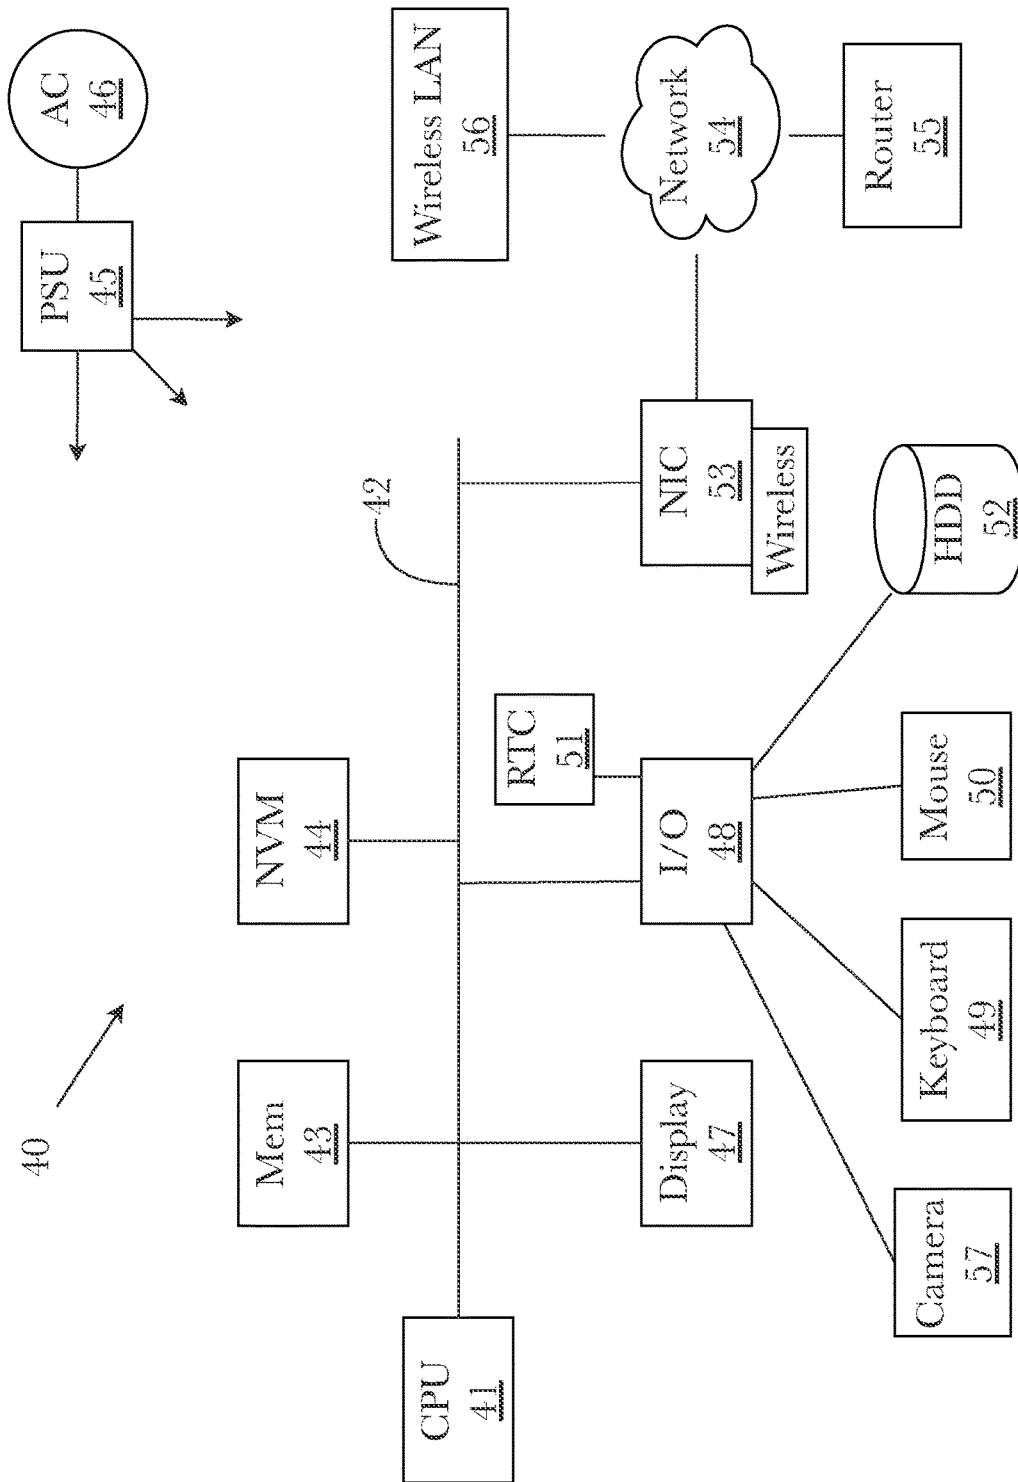 40
AC
46
PSU
45
CPU
41
Mem
43
NVM
44
42
Display
47
I/O
48
RTC
51
NIC
53
Wireless
Wireless LAN
56
Network
54
Router
55
Camera
57
Keyboard
49
Mouse
50
HDD
52